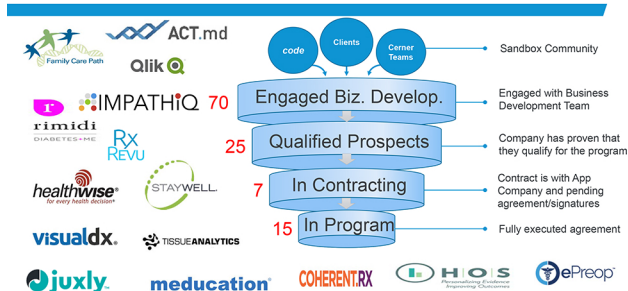 Family Care Path
ACT.md
Qlik Q
code
Clients
Cerner
Teams
Sandbox Community
r
rimidi
DIABETES+ME
IMPATHIQ
70
Engaged Biz. Develop.
Engaged with Business
Development Team
Rx
REVU
25
Qualified Prospects
Company has proven that
they qualify for the program
healthwise®
for every health decision®
STAYWELL
7
In Contracting
Contract is with App
Company and pending
agreement/signatures
visualdx®
TISSUEANALYTICS
15
In Program
Fully executed agreement
juxly™
meducation®
COHERENT.RX
HOS
Personalizing Evidence
Improving Outcomes
ePreop™